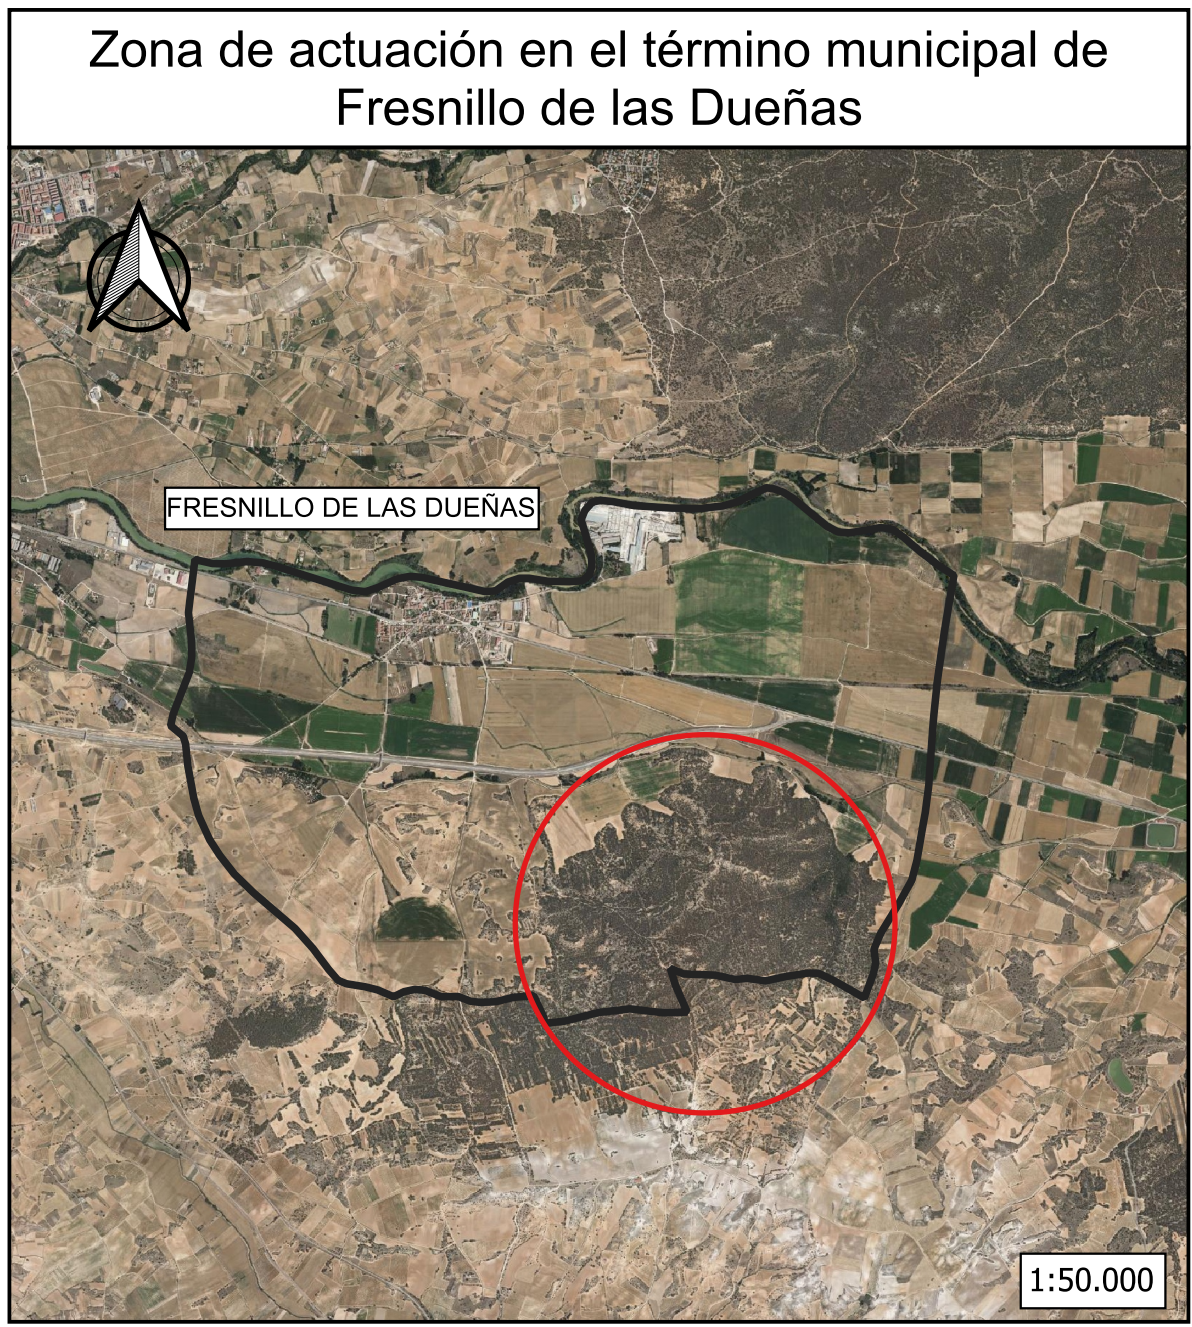 Zona de actuación en el término municipal de
Fresnillo de las Dueñas
FRESNILLO DE LAS DUEÑAS
1:50.000